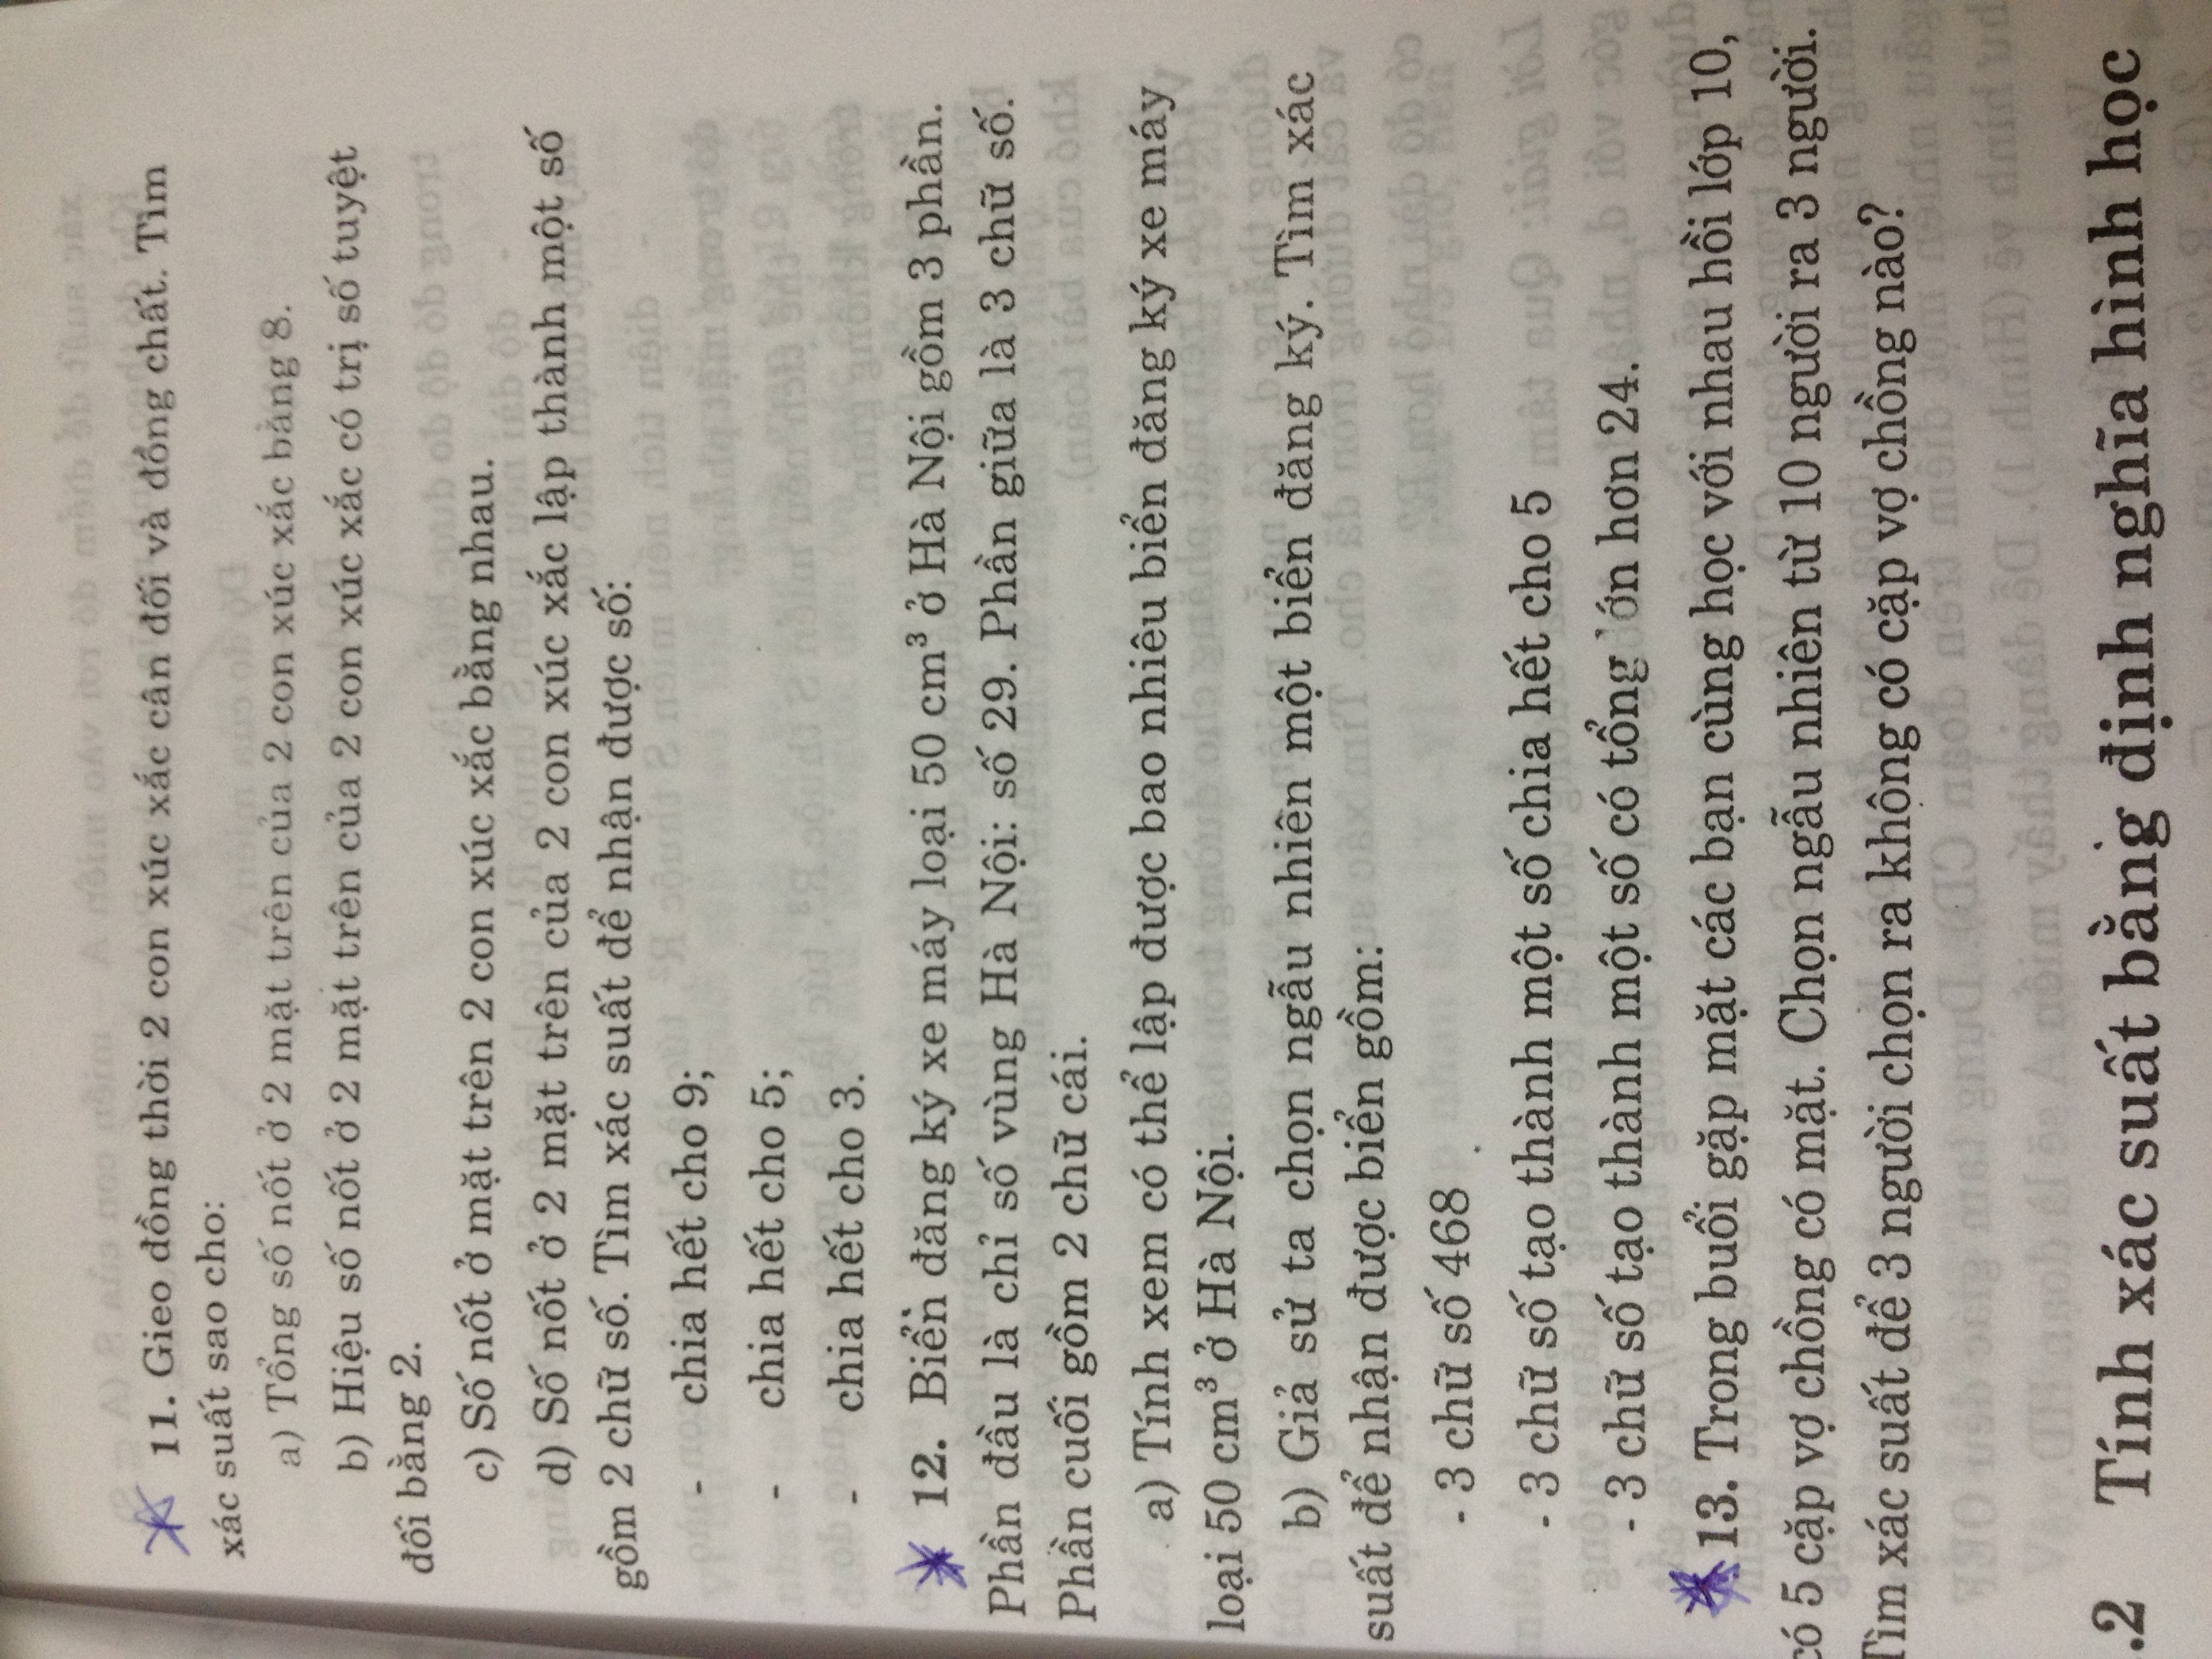 11. Gieo đồng thời 2 con xúc xắc cân đối và đồng chất. Tìm
xác suất sao cho:
a) Tổng số nốt ở 2 mặt trên của 2 con xúc xắc bằng 8.
b) Hiệu số nốt ở 2 mặt trên của 2 con xúc xắc có trị số tuyệt
đối bằng 2.
c) Số nốt ở mặt trên 2 con xúc xắc bằng nhau.
d) Số nốt ở 2 mặt trên của 2 con xúc xắc lập thành một số
gồm 2 chữ số. Tìm xác suất để nhận được số:
- chia hết cho 9;
- chia hết cho 5;
- chia hết cho 3.
12. Biển đăng ký xe máy loại 50 cm³ ở Hà Nội gồm 3 phần.
Phần đầu là chỉ số vùng Hà Nội: số 29. Phần giữa là 3 chữ số.
Phần cuối gồm 2 chữ cái.
a) Tính xem có thể lập được bao nhiêu biển đăng ký xe máy
loại 50 cm³ ở Hà Nội.
b) Giả sử ta chọn ngẫu nhiên một biển đăng ký. Tìm xác
suất để nhận được biển gồm:
- 3 chữ số 468
- 3 chữ số tạo thành một số chia hết cho 5
- 3 chữ số tạo thành một số có tổng lớn hơn 24.
13. Trong buổi gặp mặt các bạn cùng học với nhau hồi lớp 10,
có 5 cặp vợ chồng có mặt. Chọn ngẫu nhiên từ 10 người ra 3 người.
Tìm xác suất để 3 người chọn ra không có cặp vợ chồng nào?
.2 Tính xác suất bằng định nghĩa hình học